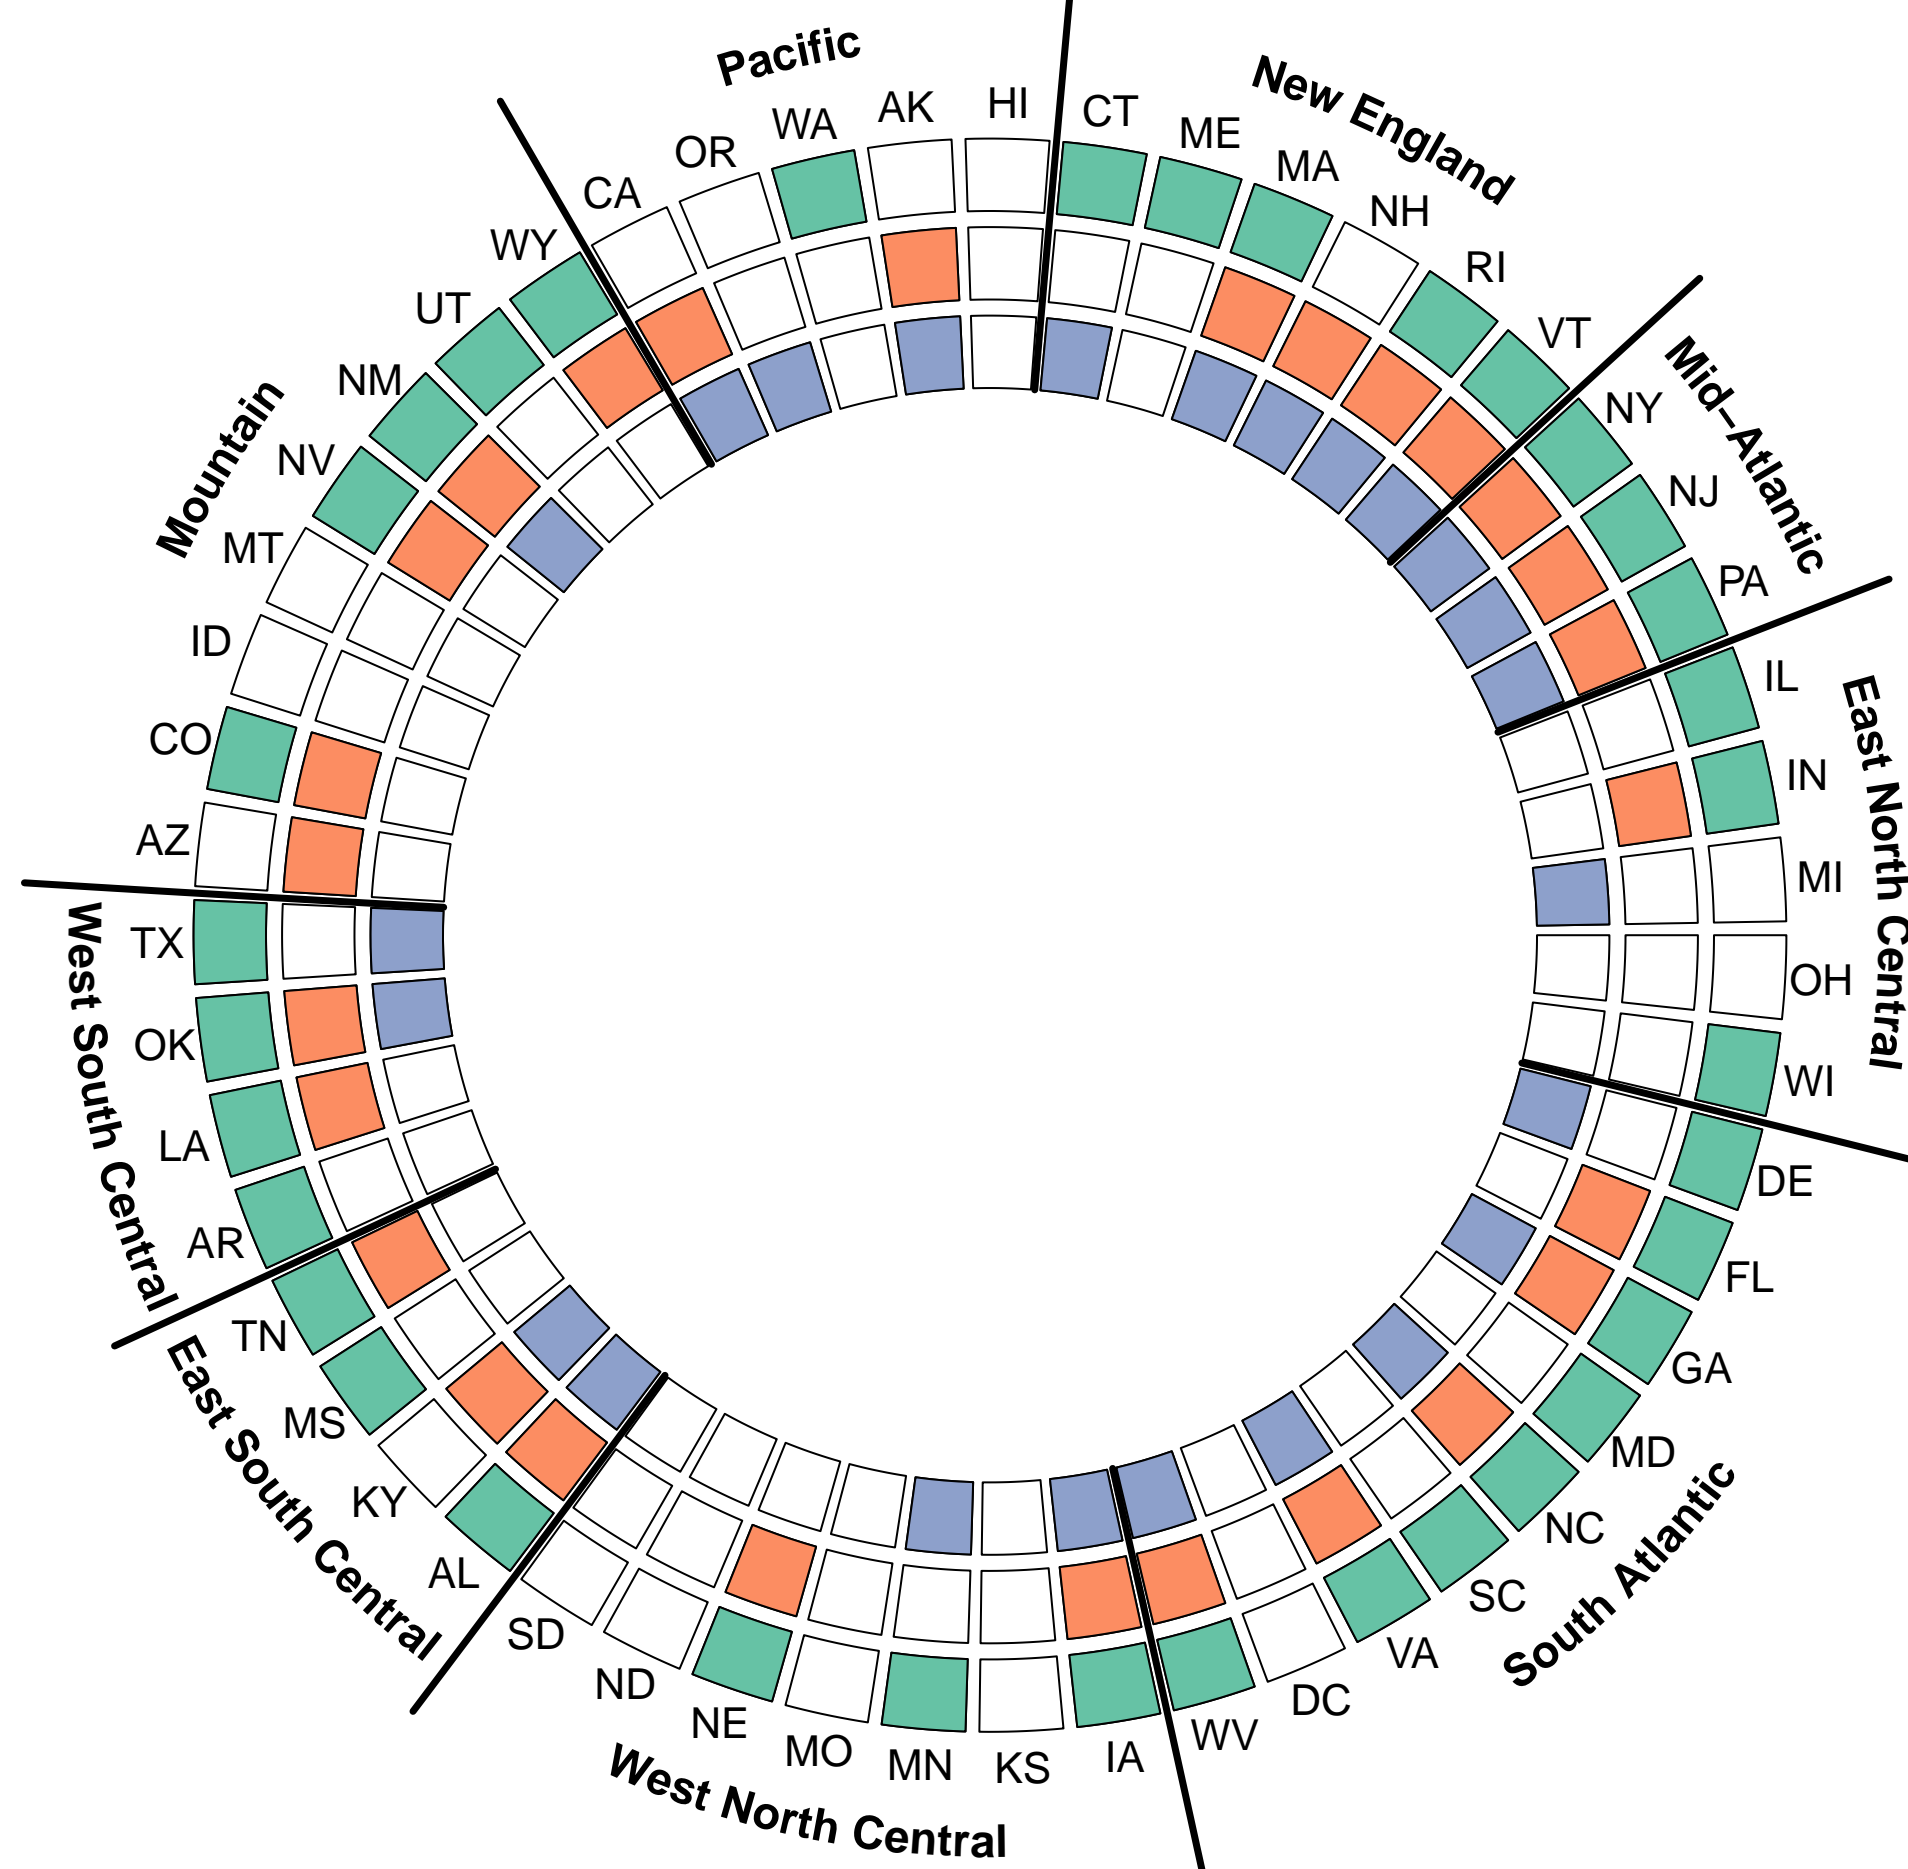 Pacific
New England
Mid-Atlantic
East North Central
South Atlantic
West North Central
East South Central
West South Central
Mountain
CT
ME
MA
NH
RI
VT
NY
NJ
PA
IL
IN
MI
OH
WI
DE
FL
GA
MD
NC
SC
VA
DC
WV
IA
KS
MN
MO
NE
ND
SD
AL
KY
MS
TN
AR
LA
OK
TX
AZ
CO
ID
MT
NV
NM
UT
WY
CA
OR
WA
AK
HI